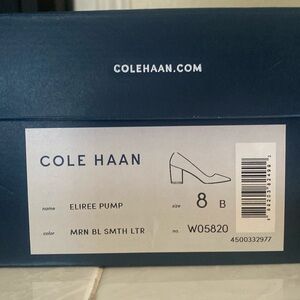 COLEHAAN.COM
COLE HAAN
name ELIREE PUMP size 8 B
color MRN BL SMTH LTR no. W05820
4500332977